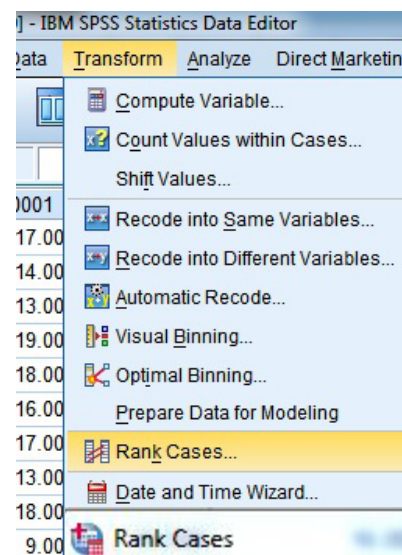 ] - IBM SPSS Statistics Data Editor
Data Transform Analyze Direct Marketin
Compute Variable...
Count Values within Cases...
Shift Values...
0001
Recode into Same Variables...
17.00
Recode into Different Variables...
14.00
13.00 Automatic Recode...
19.00 Visual Binning...
18.00 Optimal Binning...
16.00 Prepare Data for Modeling
17.00 Rank Cases...
13.00 Date and Time Wizard...
18.00
9.00 Rank Cases